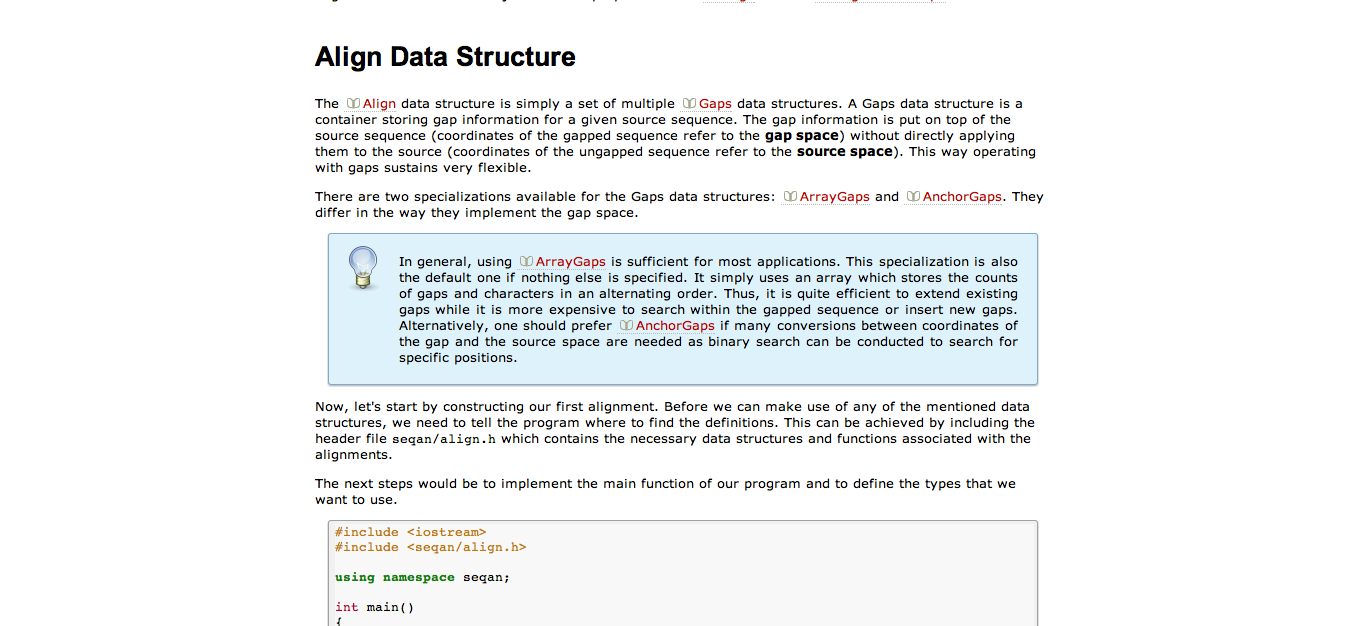 Align Data Structure
The Align data structure is simply a set of multiple Gaps data structures. A Gaps data structure is a
container storing gap information for a given source sequence. The gap information is put on top of the
source sequence (coordinates of the gapped sequence refer to the gap space) without directly applying
them to the source (coordinates of the ungapped sequence refer to the source space). This way operating
with gaps sustains very flexible.
There are two specializations available for the Gaps data structures: ArrayGaps and AnchorGaps. They
differ in the way they implement the gap space.
In general, using ArrayGaps is sufficient for most applications. This specialization is also
the default one if nothing else is specified. It simply uses an array which stores the counts
of gaps and characters in an alternating order. Thus, it is quite efficient to extend existing
gaps while it is more expensive to search within the gapped sequence or insert new gaps.
Alternatively, one should prefer AnchorGaps if many conversions between coordinates of
the gap and the source space are needed as binary search can be conducted to search for
specific positions.
Now, let's start by constructing our first alignment. Before we can make use of any of the mentioned data
structures, we need to tell the program where to find the definitions. This can be achieved by including the
header file seqan/align.h which contains the necessary data structures and functions associated with the
alignments.
The next steps would be to implement the main function of our program and to define the types that we
want to use.
#include <iostream>
#include <seqan/align.h>
using namespace seqan;
int main()
{